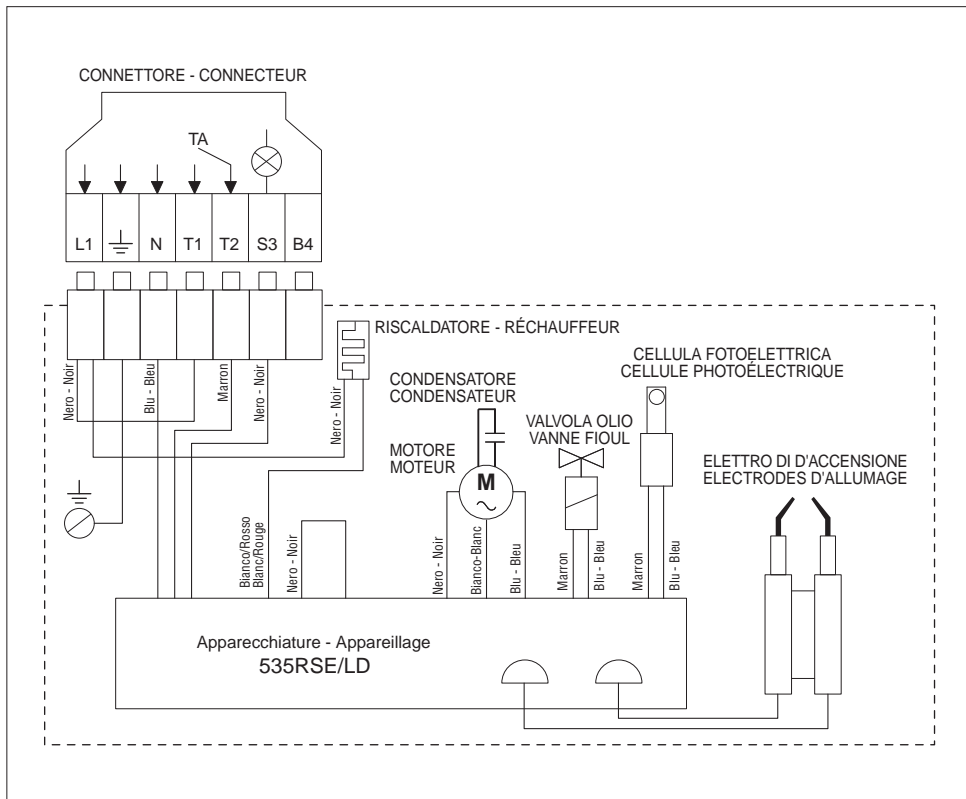 CONNETTORE - CONNECTEUR
TA
L1
N
T1
T2
S3
B4
RISCALDATORE - RÉCHAUFFEUR
CELLULA FOTOELETTRICA
CELLULE PHOTOÉLECTRIQUE
CONDENSATORE
CONDENSATEUR
VALVOLA OLIO
VANNE FIOUL
MOTORE
MOTEUR
ELETTRO DI D'ACCENSIONE
ELECTRODES D'ALLUMAGE
M
Nero - Noir
Blu - Bleu
Marron
Nero - Noir
Nero - Noir
Bianco/Rosso
Blanc/Rouge
Nero - Noir
Nero - Noir
Bianco-Blanc
Blu - Bleu
Marron
Blu - Bleu
Marron
Blu - Bleu
Apparecchiature - Appareillage
535RSE/LD